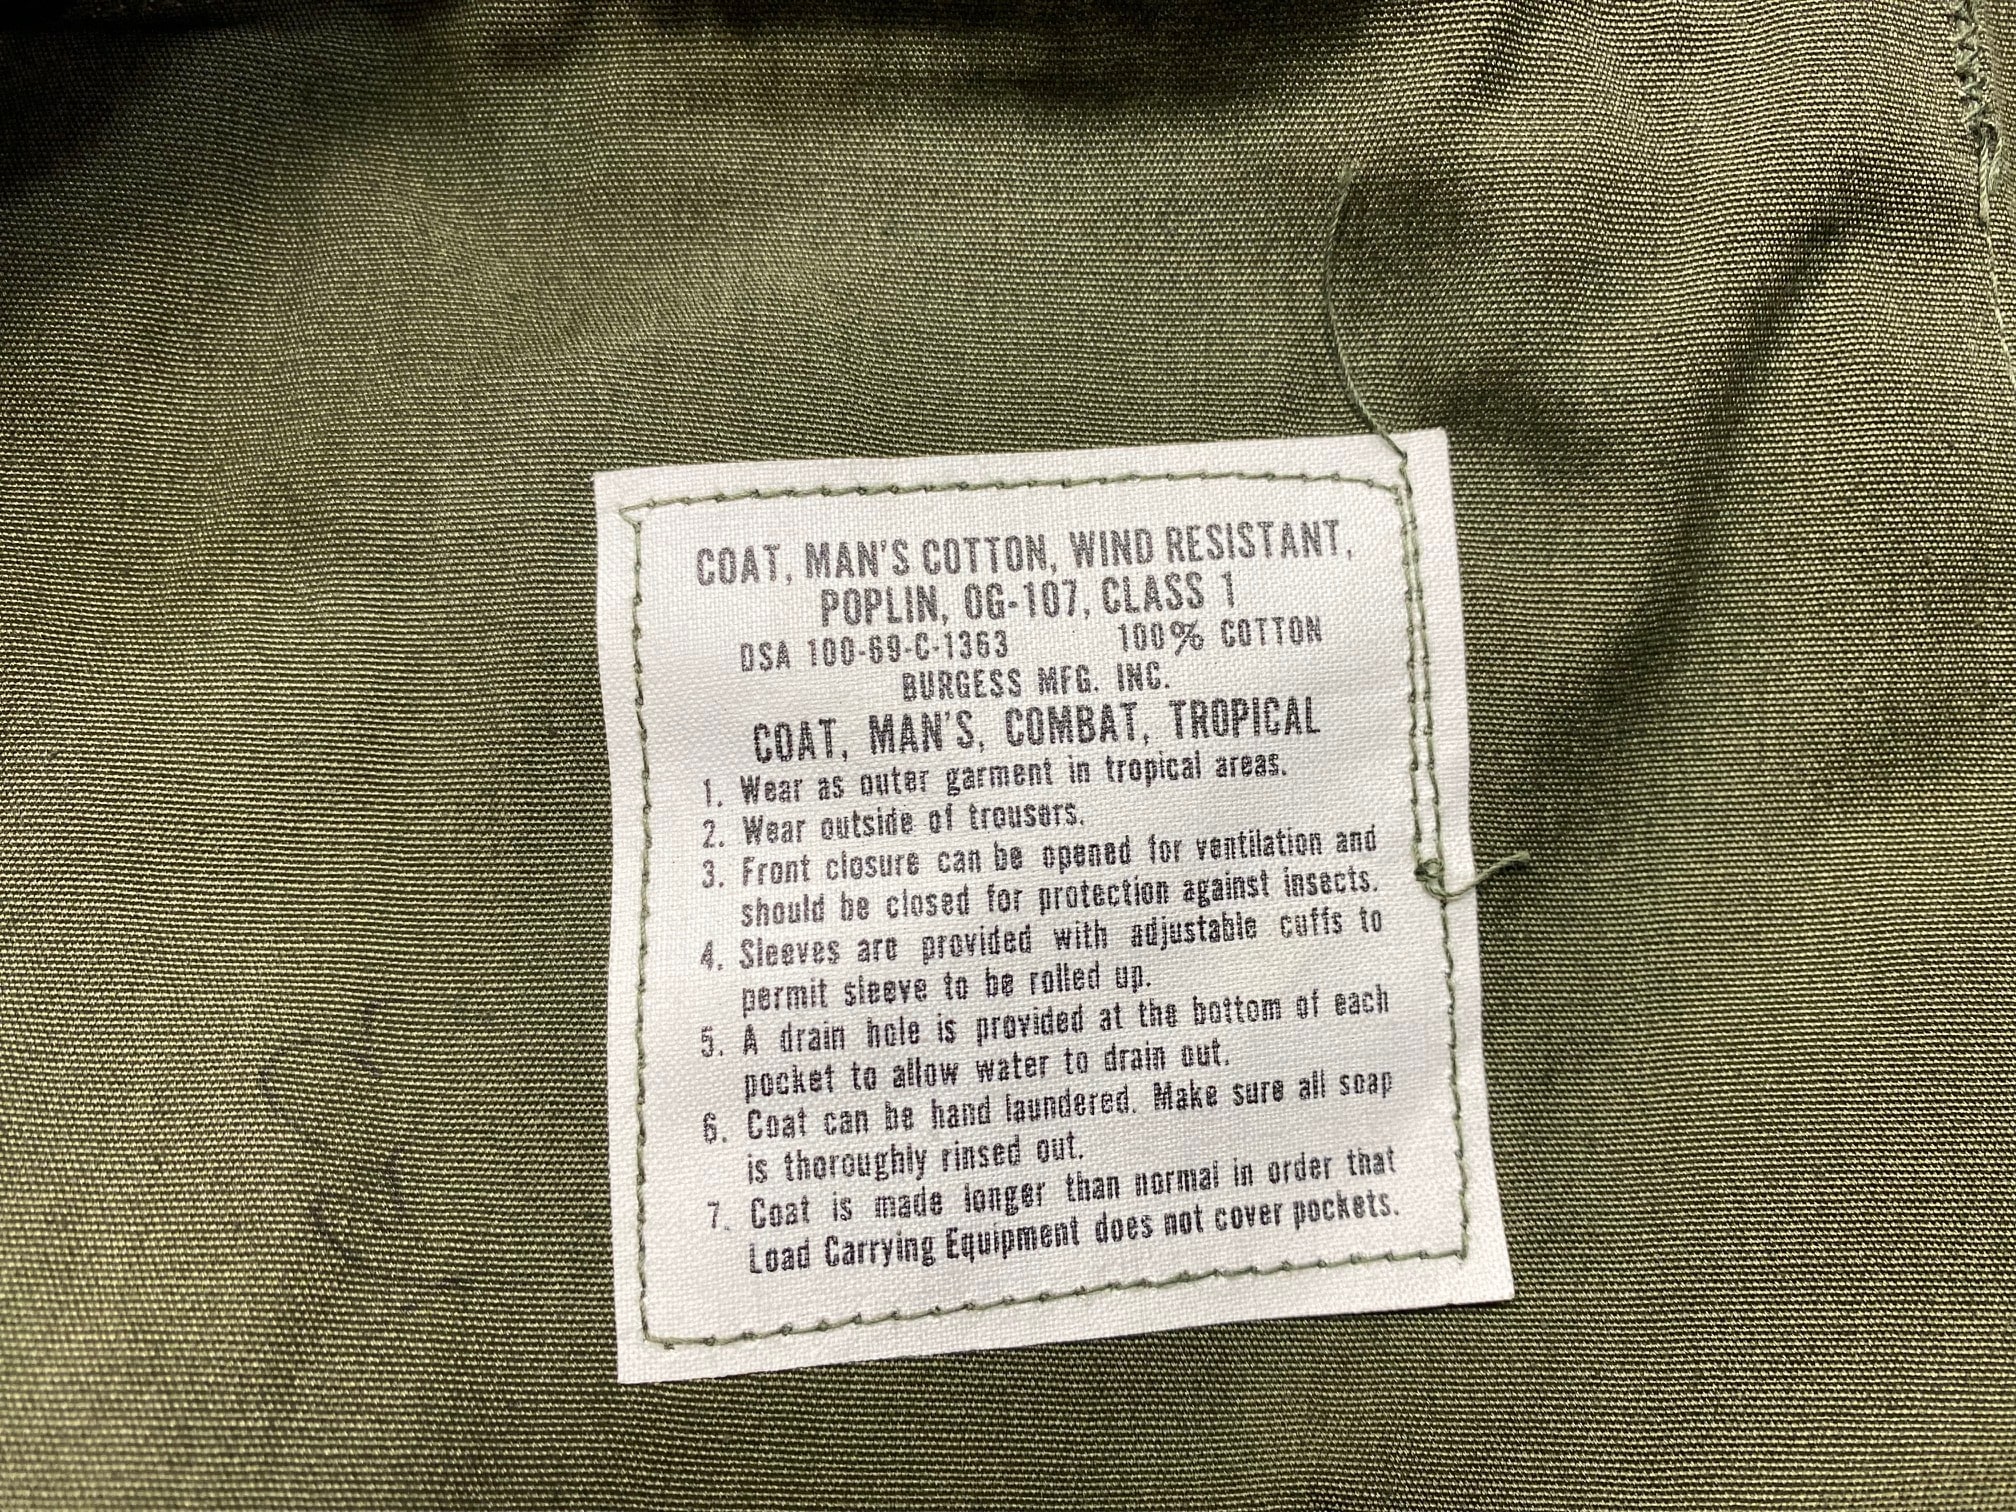 COAT, MAN'S COTTON, WIND RESISTANT,
POPLIN, OG-107, CLASS 1
DSA 100-69-C-1363 100% COTTON
BURGESS MFG. INC.
COAT, MAN'S, COMBAT, TROPICAL
1. Wear as outer garment in tropical areas.
2. Wear outside of trousers.
3. Front closure can be opened for ventilation and
should be closed for protection against insects.
4. Sleeves are provided with adjustable cuffs to
permit sleeve to be rolled up.
5. A drain hole is provided at the bottom of each
pocket to allow water to drain out.
6. Coat can be hand laundered. Make sure all soap
is thoroughly rinsed out.
7. Coat is made longer than normal in order that
Load Carrying Equipment does not cover pockets.